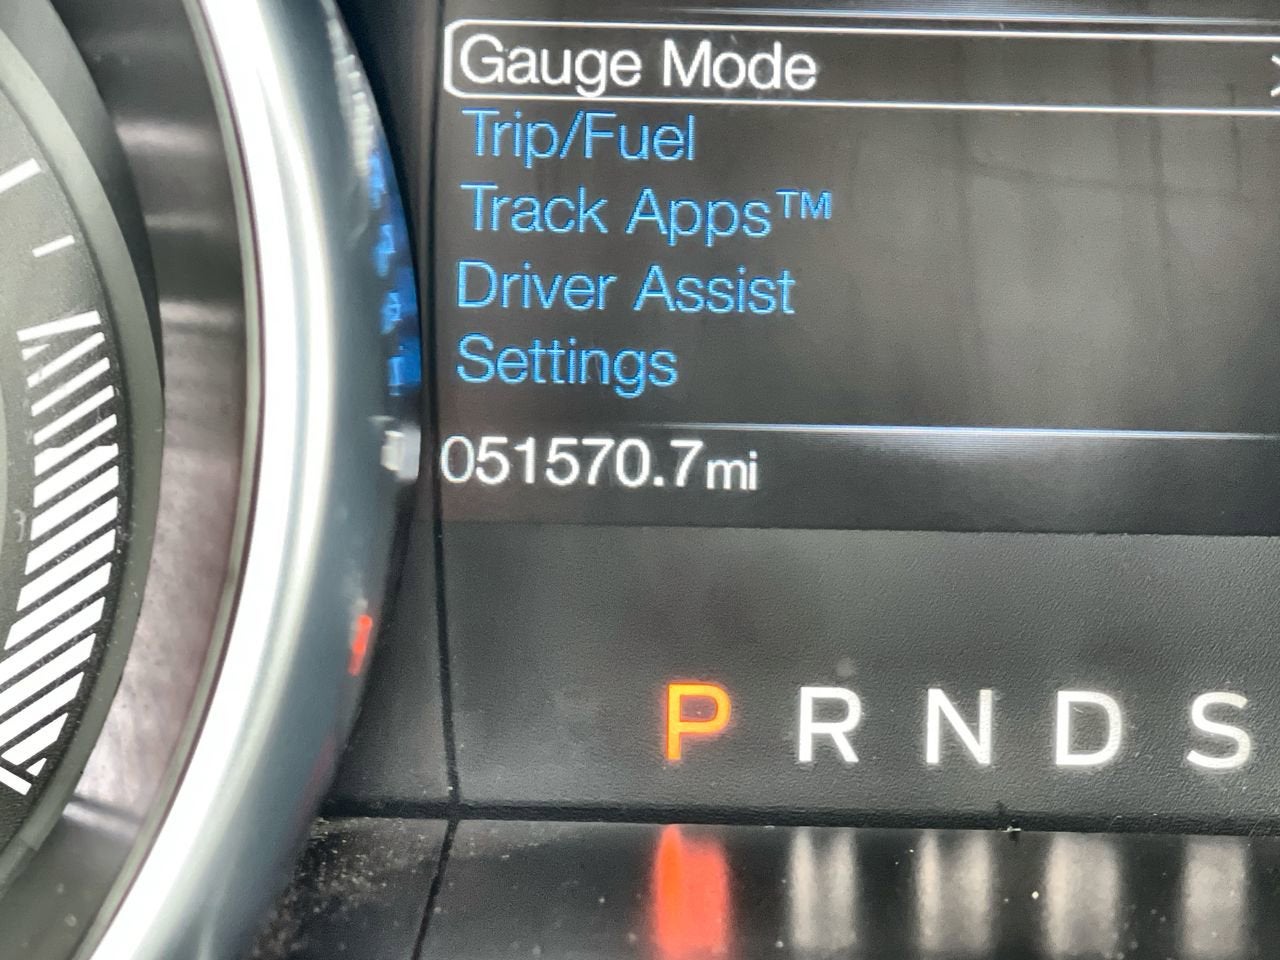 Gauge Mode
Trip/Fuel
Track Apps™
Driver Assist
Settings
051570.7mi
P R N D S